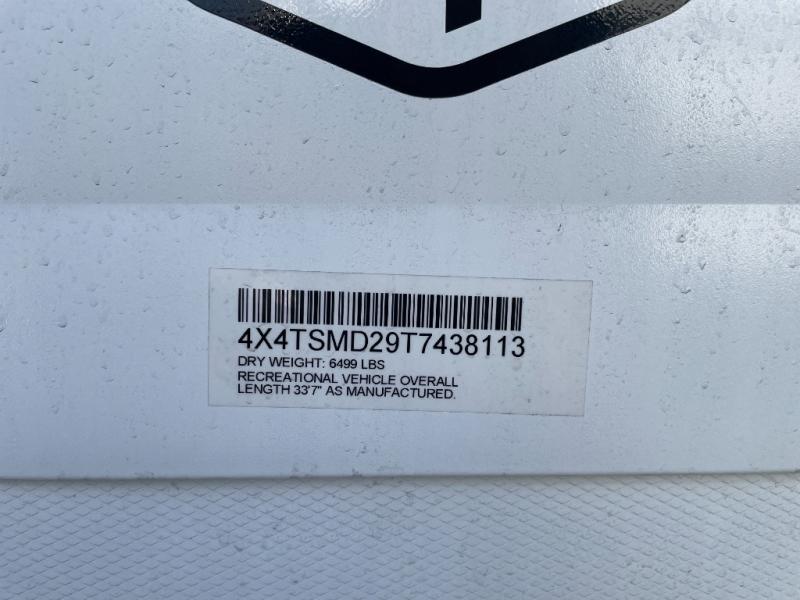 4X4TSMD29T7438113
DRY WEIGHT: 6499 LBS
RECREATIONAL VEHICLE OVERALL
LENGTH 33'7" AS MANUFACTURED.